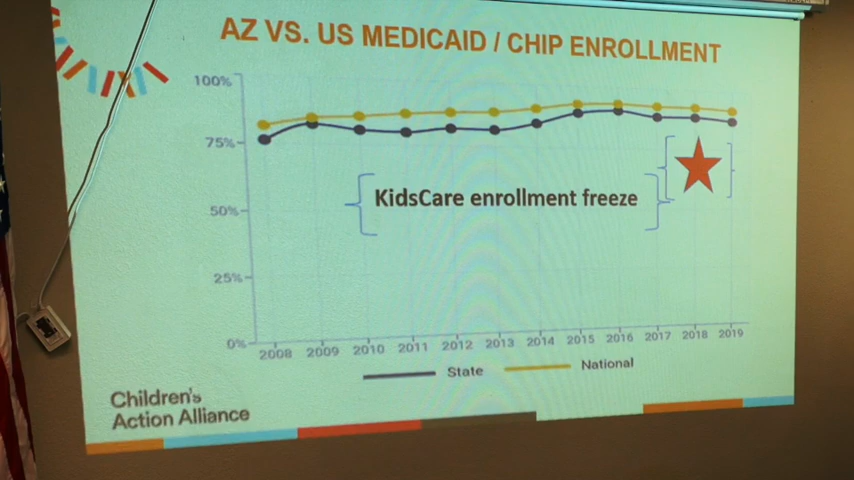 AZ VS. US MEDICAID / CHIP ENROLLMENT
100%
75%
50%
25%
0%
KidsCare enrollment freeze
2008 2009 2010 2011 2012 2013 2014 2015 2016 2017 2018 2019
State National
Children's
Action Alliance